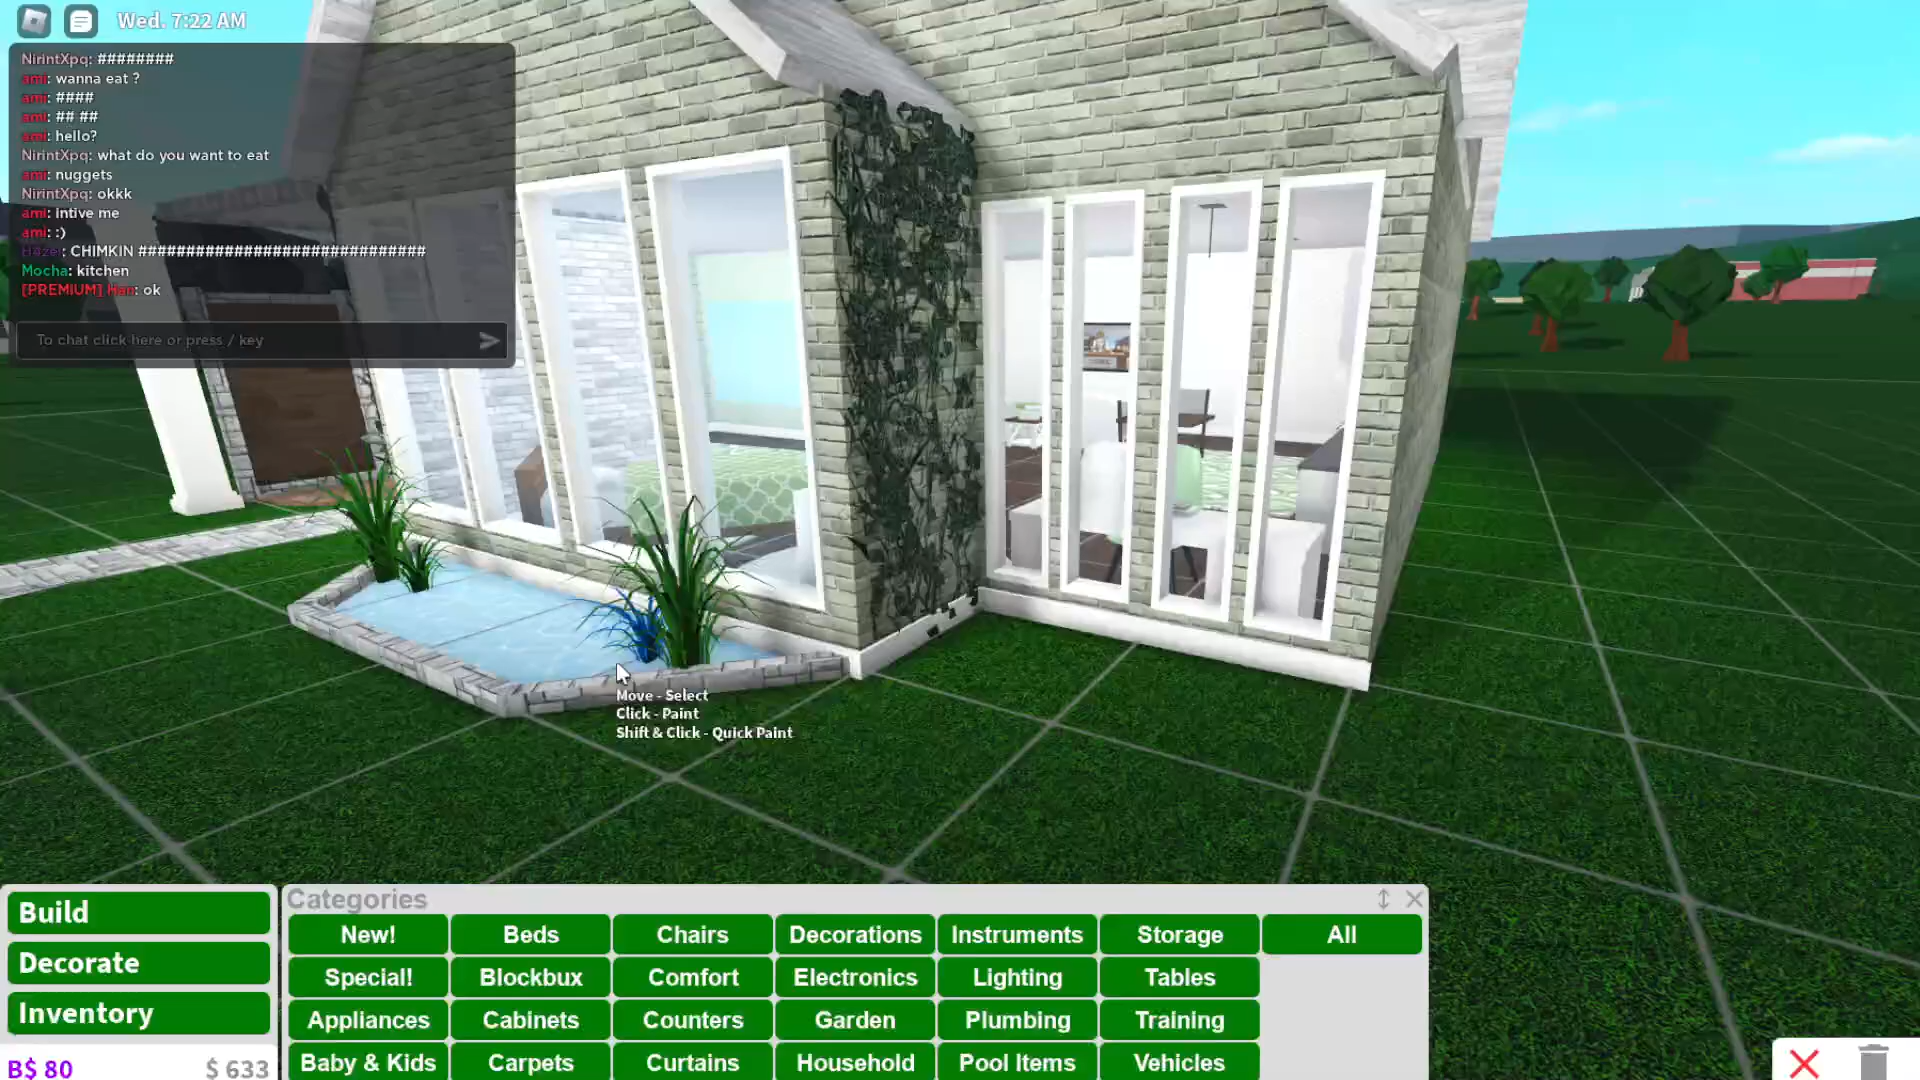 Wed. 7:22 AM
NirintXpq: ########
ami: wanna eat ?
ami: ####
ami: ## ##
ami: hello?
NirintXpq: what do you want to eat
ami: nuggets
NirintXpq: okkk
ami: intive me
ami: :)
Hazel: CHIMKIN ##############################
Mocha: kitchen
[PREMIUM] Han: ok
To chat click here or press / key
Move - Select
Click - Paint
Shift & Click - Quick Paint
Build
Decorate
Inventory
B$ 80 $ 633
Categories
New! Beds Chairs Decorations Instruments Storage All
Special! Blockbux Comfort Electronics Lighting Tables
Appliances Cabinets Counters Garden Plumbing Training
Baby & Kids Carpets Curtains Household Pool Items Vehicles